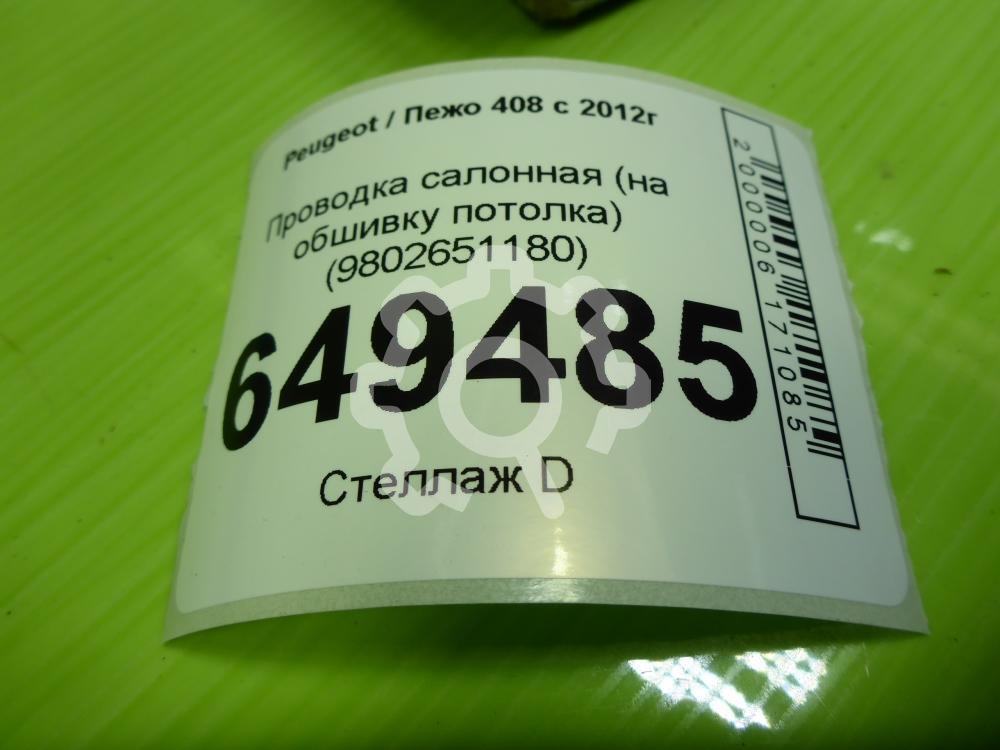 Peugeot / Пежо 408 с 2012г
Проводка салонная (на
обшивку потолка)
(9802651180)
649485
Стеллаж D
2000006171085